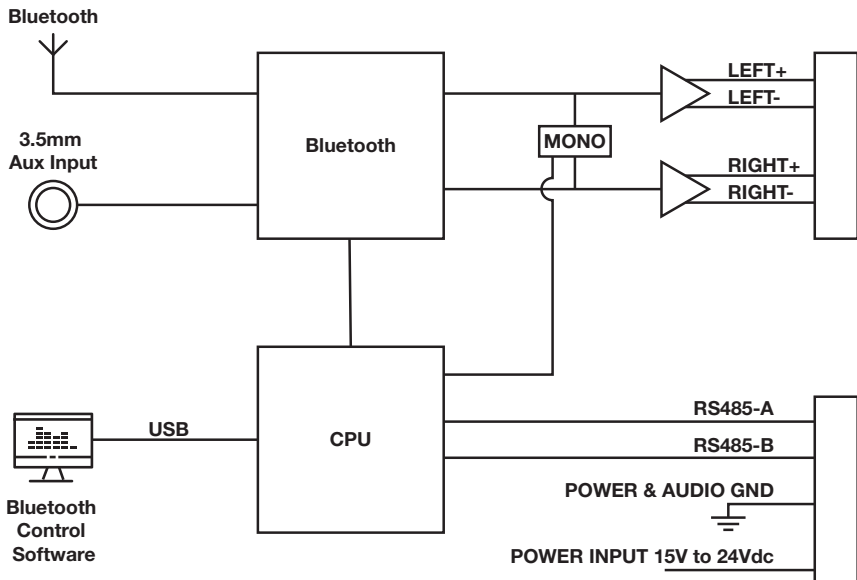 Bluetooth
3.5mm
Aux Input
Bluetooth
MONO
LEFT+
LEFT-
RIGHT+
RIGHT-
USB
CPU
Bluetooth
Control
Software
RS485-A
RS485-B
POWER & AUDIO GND
POWER INPUT 15V to 24Vdc